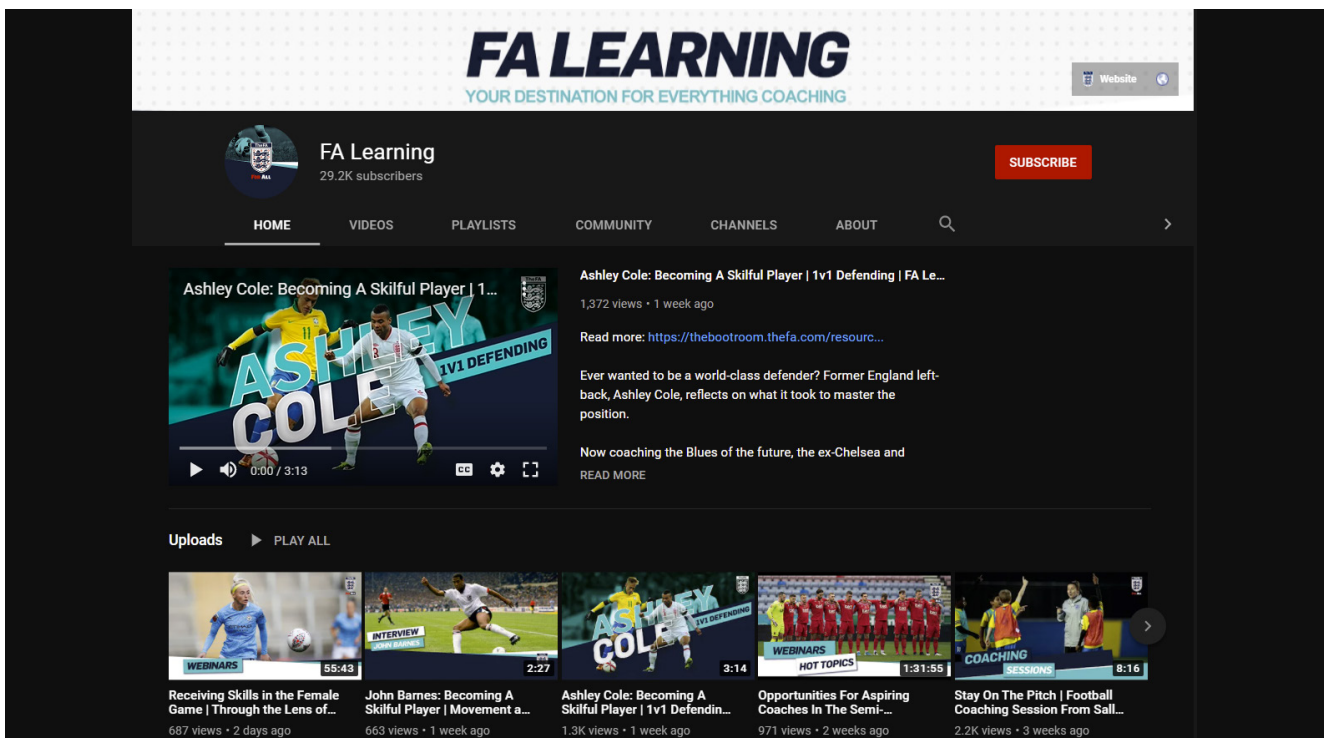 FA LEARNING
YOUR DESTINATION FOR EVERYTHING COACHING
Website
FA Learning
29.2K subscribers
SUBSCRIBE
HOME VIDEOS PLAYLISTS COMMUNITY CHANNELS ABOUT
Ashley Cole: Becoming A Skilful Player | 1...
ASHLEY
COLE
1V1 DEFENDING
0:00 / 3:13
CC
Ashley Cole: Becoming A Skilful Player | 1v1 Defending | FA Le...
1,372 views • 1 week ago
Read more: https://thebootroom.thefa.com/resourc...
Ever wanted to be a world-class defender? Former England left-
back, Ashley Cole, reflects on what it took to master the
position.
Now coaching the Blues of the future, the ex-Chelsea and
READ MORE
Uploads PLAY ALL
WEBINARS
55:43
Receiving Skills in the Female
Game | Through the Lens of...
687 views • 2 days ago
INTERVIEW
JOHN BARNES
2:27
John Barnes: Becoming A
Skilful Player | Movement a...
663 views • 1 week ago
ASHLEY
COLE
1V1 DEFENDING
3:14
Ashley Cole: Becoming A
Skilful Player | 1v1 Defendin...
1.3K views • 1 week ago
WEBINARS
HOT TOPICS
1:31:55
Opportunities For Aspiring
Coaches In The Semi-...
971 views • 2 weeks ago
COACHING
SESSIONS
8:16
Stay On The Pitch | Football
Coaching Session From Sall...
2.2K views • 3 weeks ago